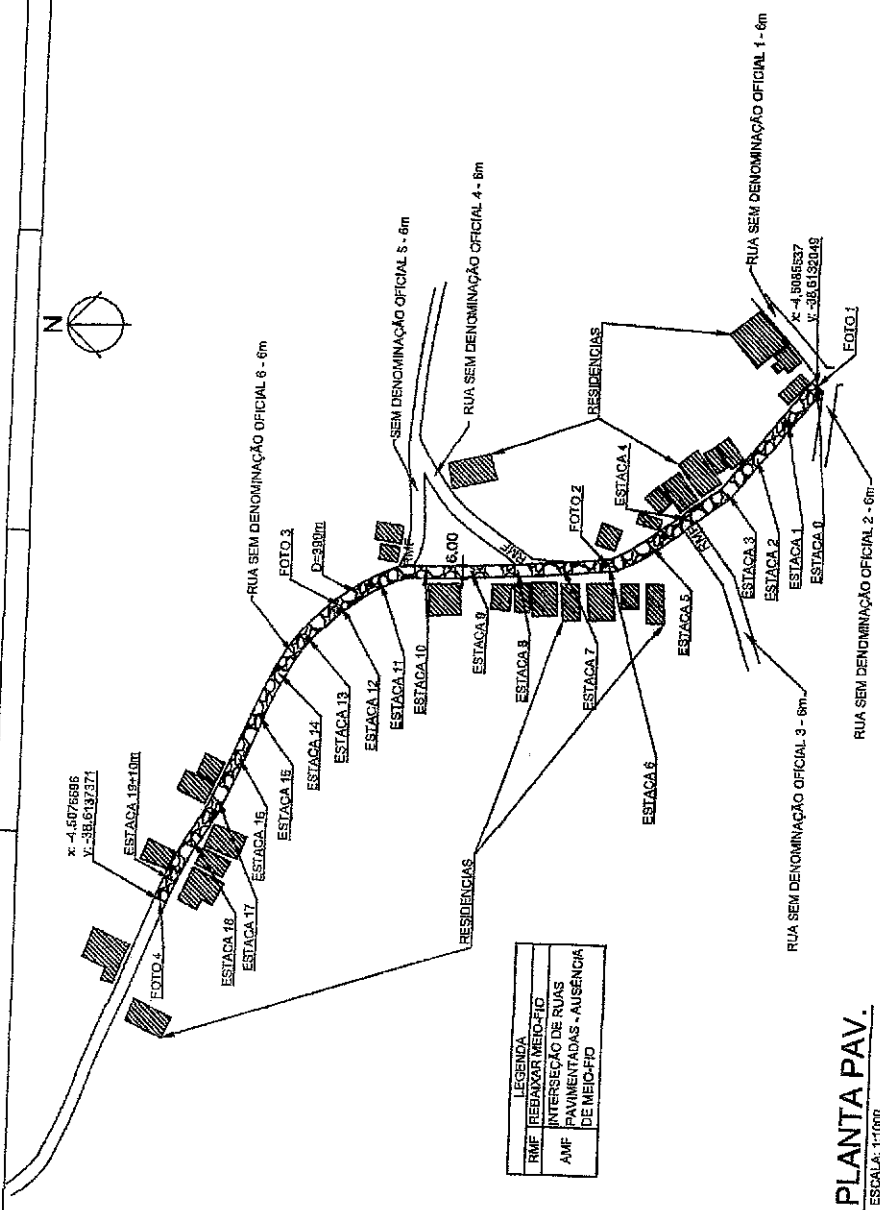 N
x: -4,5076696
y: -38,6137371
ESTACA 19+10m
FOTO 4
ESTACA 18
ESTACA 17
ESTACA 16
ESTACA 15
ESTACA 14
ESTACA 13
ESTACA 12
ESTACA 11
ESTACA 10
RUA SEM DENOMINAÇÃO OFICIAL 6 - 6m
FOTO 3
D=390m
SEM DENOMINAÇÃO OFICIAL 5 - 6m
RUA SEM DENOMINAÇÃO OFICIAL 4 - 6m
RMF
6.00
RMF
ESTACA 9
ESTACA 8
ESTACA 7
ESTACA 6
FOTO 2
RESIDENCIAS
ESTACA 4
RMF
ESTACA 5
ESTACA 3
ESTACA 2
ESTACA 1
ESTACA 0
RUA SEM DENOMINAÇÃO OFICIAL 1 - 6m
x: -4,5085537
y: -38,6132049
FOTO 1
RUA SEM DENOMINAÇÃO OFICIAL 2 - 6m
RUA SEM DENOMINAÇÃO OFICIAL 3 - 6m
RESIDENCIAS
LEGENDA
RMF REBAIXAR MEIO-FIO
AMF INTERSEÇÃO DE RUAS
PAVIMENTADAS - AUSÊNCIA
DE MEIO-FIO
PLANTA PAV.
ESCALA: 1:1000